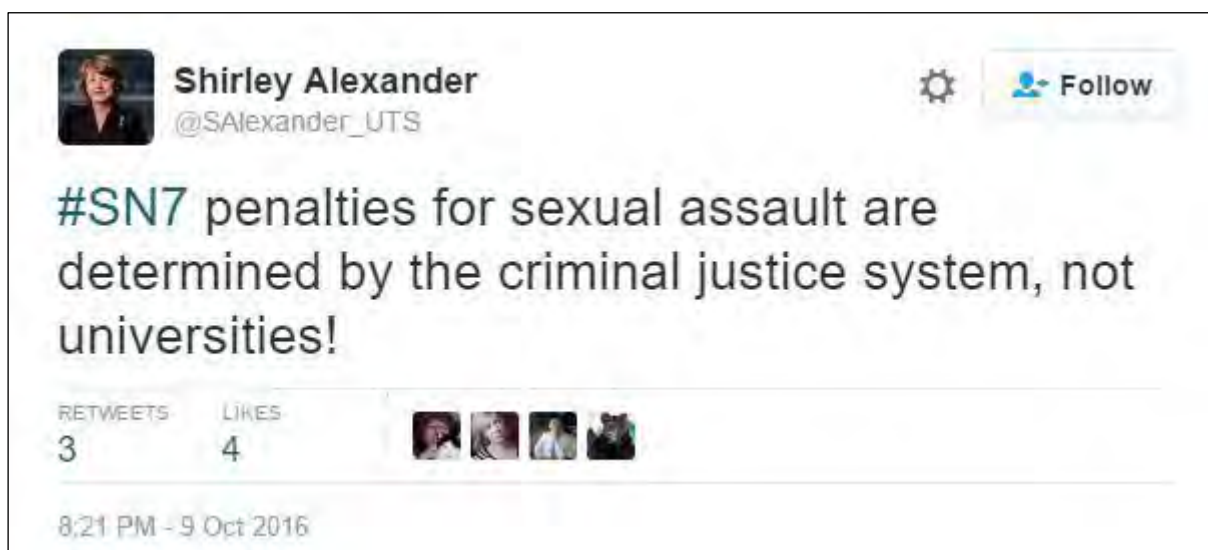 Shirley Alexander
Follow
@SAlexander_UTS
#SN7 penalties for sexual assault are
determined by the criminal justice system, not
universities!
RETWEETS LIKES
3 4
8:21 PM - 9 Oct 2016